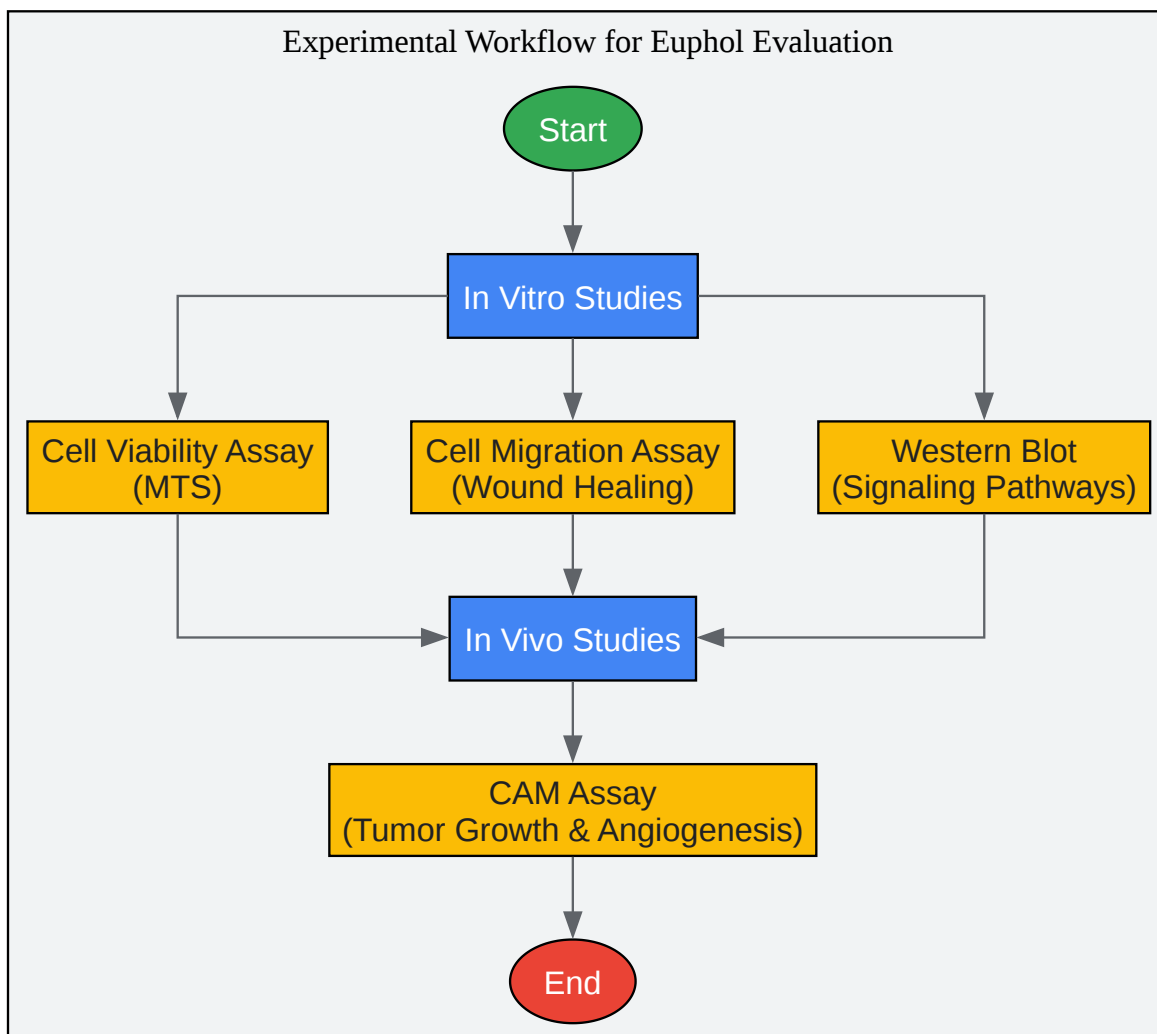 Experimental Workflow for Euphol Evaluation
Start
In Vitro Studies
Cell Viability Assay
(MTS)
Cell Migration Assay
(Wound Healing)
Western Blot
(Signaling Pathways)
In Vivo Studies
CAM Assay
(Tumor Growth & Angiogenesis)
End